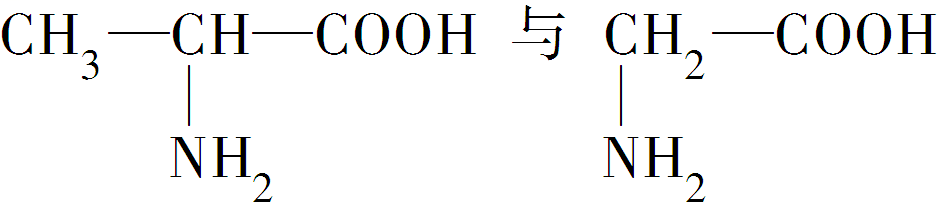 CH₃—CH—COOH 与 CH₂—COOH
NH₂ NH₂